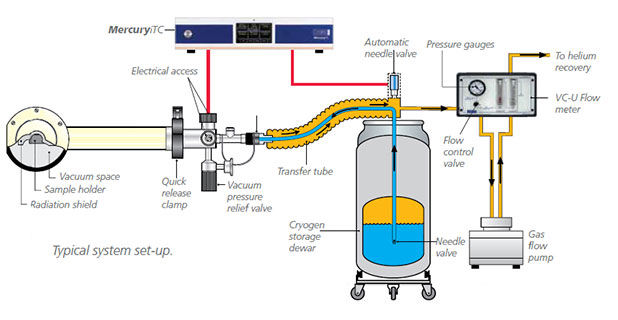 MercuryiTC
Electrical access
Automatic
needle valve
Pressure gauges
To helium
recovery
VC-U Flow
meter
Flow
control
valve
Transfer tube
Vacuum space
Sample holder
Radiation shield
Quick
release
clamp
Vacuum
pressure
relief valve
Cryogen
storage
dewar
Needle
valve
Gas
flow
pump
Typical system set-up.